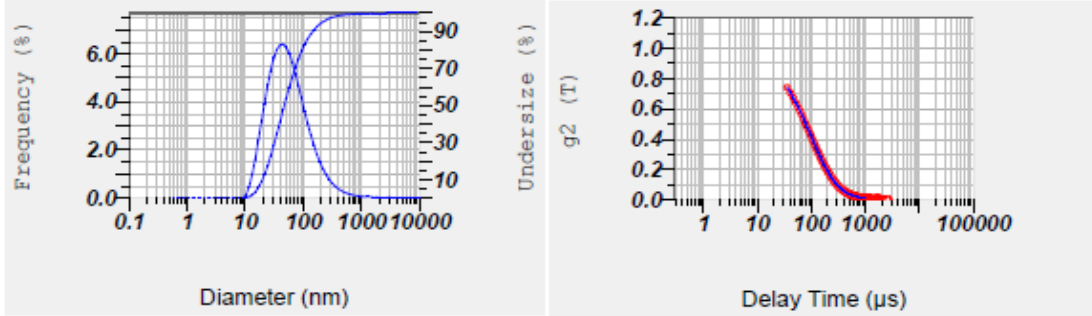 Frequency (%)
6.0
4.0
2.0
0.0
90
70
50
30
10
Undersize (%)
0.1 1 10 100 1000 10000
Diameter (nm)
g2 (T)
1.2
1.0
0.8
0.6
0.4
0.2
0.0
1 10 100 1000 100000
Delay Time (µs)